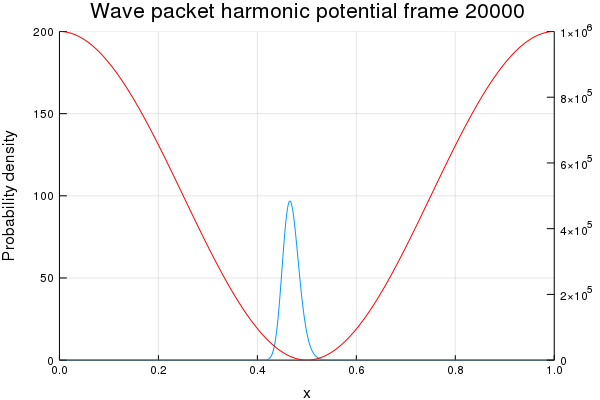 Wave packet harmonic potential frame 20000
Probability density
200
150
100
50
0
1×10⁶
8×10⁵
6×10⁵
4×10⁵
2×10⁵
0
0.0 0.2 0.4 0.6 0.8 1.0
x